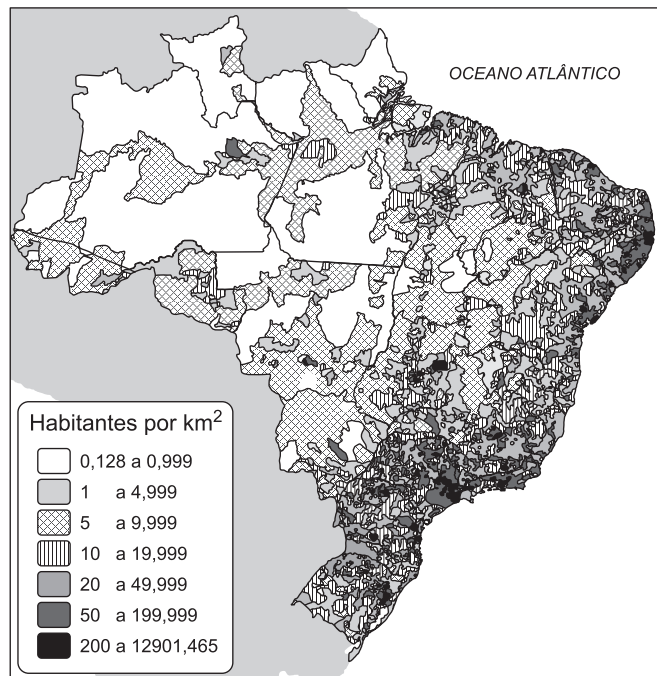 OCEANO ATLÂNTICO
Habitantes por km²
0,128 a 0,999
1 a 4,999
5 a 9,999
10 a 19,999
20 a 49,999
50 a 199,999
200 a 12901,465